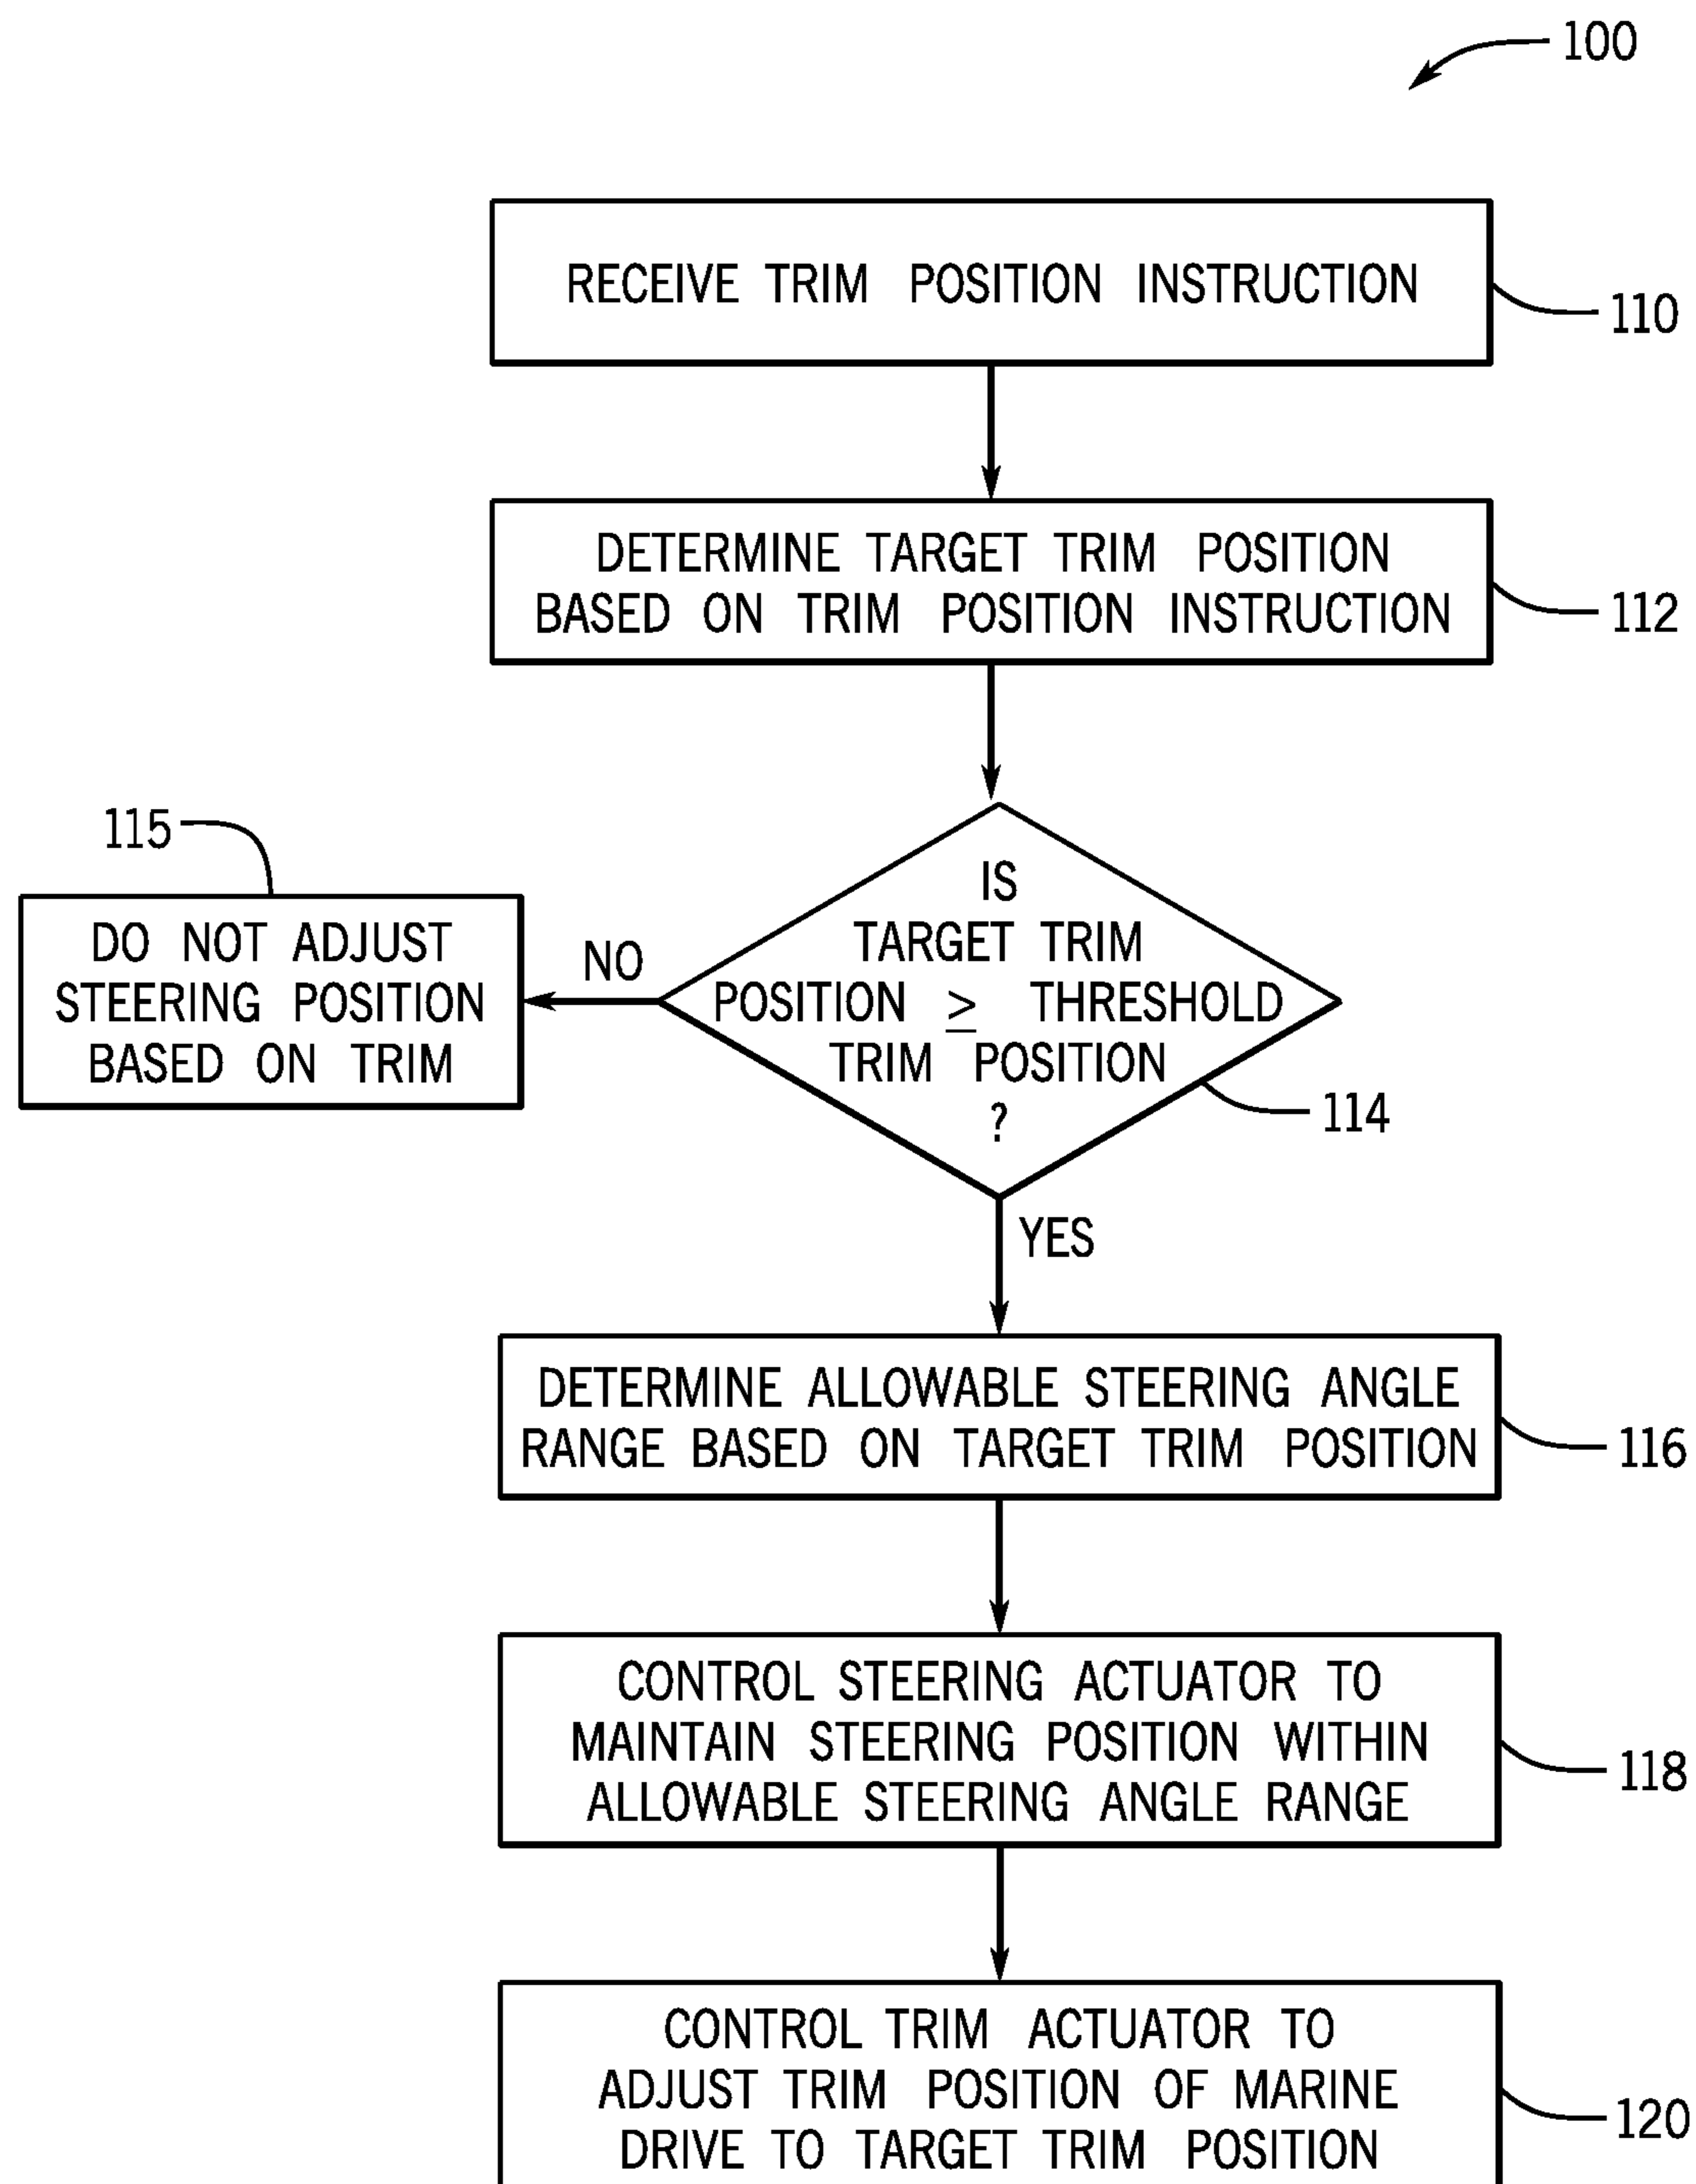 100
RECEIVE TRIM POSITION INSTRUCTION
110
DETERMINE TARGET TRIM POSITION
BASED ON TRIM POSITION INSTRUCTION
112
115
DO NOT ADJUST
STEERING POSITION
BASED ON TRIM
NO
IS
TARGET TRIM
POSITION ≥ THRESHOLD
TRIM POSITION
?
114
YES
DETERMINE ALLOWABLE STEERING ANGLE
RANGE BASED ON TARGET TRIM POSITION
116
CONTROL STEERING ACTUATOR TO
MAINTAIN STEERING POSITION WITHIN
ALLOWABLE STEERING ANGLE RANGE
118
CONTROL TRIM ACTUATOR TO
ADJUST TRIM POSITION OF MARINE
DRIVE TO TARGET TRIM POSITION
120